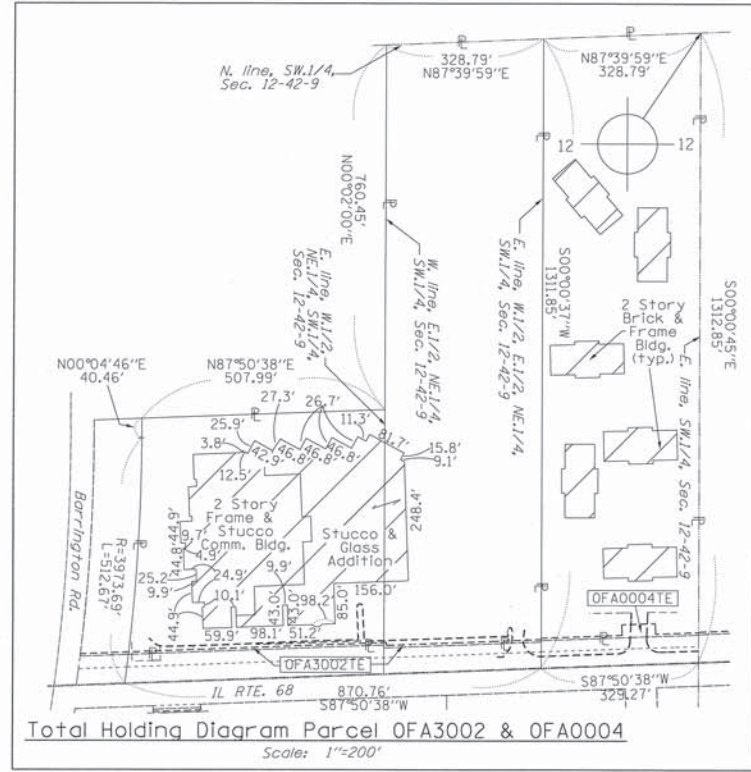 328.79'
N87°39'59"E
N87°39'59"E
328.79'
N. line, SW.1/4,
Sec. 12-42-9
12
12
760.45'
N00°02'00"E
E. line, W.1/2,
NE.1/4, SW.1/4,
Sec. 12-42-9
W. line, E.1/2, NE.1/4,
SW.1/4, Sec. 12-42-9
E. line, W.1/2, E.1/2, NE.1/4,
SW.1/4, Sec. 12-42-9
S00°00'37"W
1311.85'
S00°00'45"E
1312.85'
2 Story
Brick &
Frame
Bldg.
(typ.)
E. line, SW.1/4, Sec. 12-42-9
N00°04'46"E
40.46'
N87°50'38"E
507.99'
25.9'
27.3'
26.7'
11.3'
81.7'
15.8'
9.1'
3.8'
42.9'
46.8'
46.8'
46.8'
12.5'
2 Story
Frame &
Stucco
Comm. Bldg.
Stucco &
Glass
Addition
248.4'
44.9'
9.7'
44.8'
4.9'
25.2'
9.9'
24.9'
10.1'
9.9'
156.0'
44.9'
43.0'
43.0'
98.2'
85.0'
59.9'
98.1'
51.2'
Barrington Rd.
R=3973.69'
L=512.67'
0FA3002TE
0FA0004TE
IL RTE. 68
870.76'
S87°50'38"W
S87°50'38"W
329.27'
Total Holding Diagram Parcel 0FA3002 & 0FA0004
Scale: 1"=200'